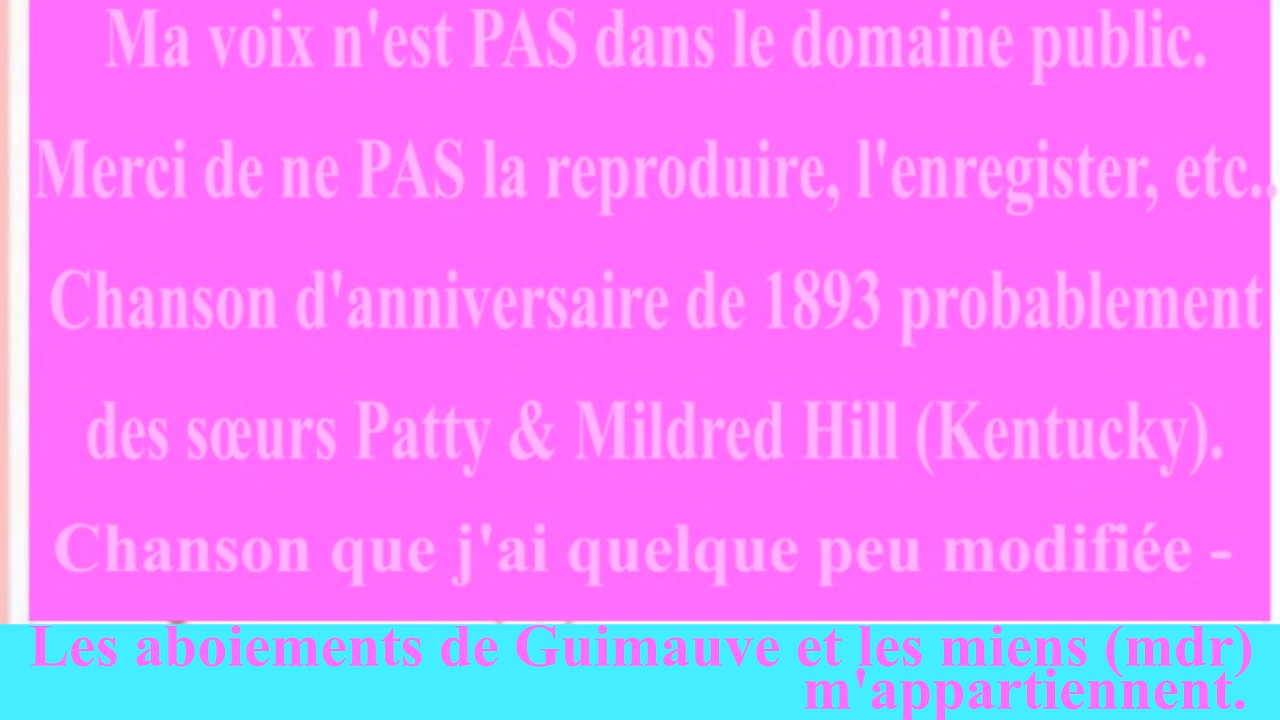 Ma voix n'est PAS dans le domaine public.
Merci de ne PAS la reproduire, l'enregister, etc..
Chanson d'anniversaire de 1893 probablement
des sœurs Patty & Mildred Hill (Kentucky).
Chanson que j'ai quelque peu modifiée -
Les aboiements de Guimauve et les miens (mdr)
m'appartiennent.